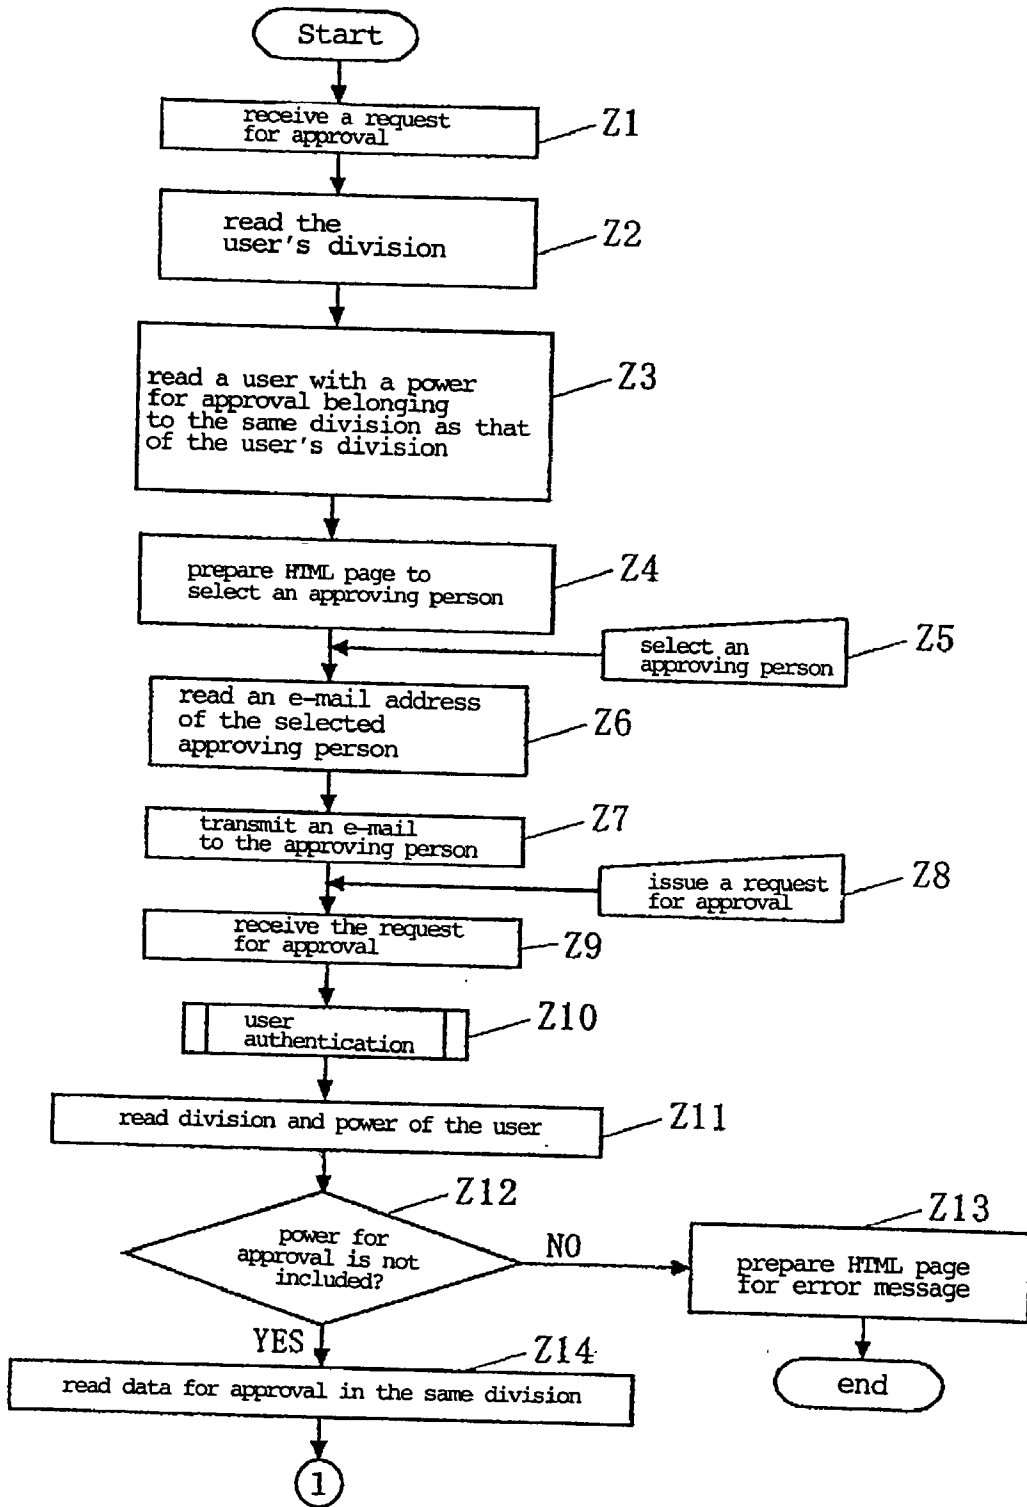 Start
receive a request
for approval
Z1
read the
user's division
Z2
read a user with a power
for approval belonging
to the same division as that
of the user's division
Z3
prepare HTML page to
select an approving person
Z4
select an
approving person
Z5
read an e-mail address
of the selected
approving person
Z6
transmit an e-mail
to the approving person
Z7
issue a request
for approval
Z8
receive the request
for approval
Z9
user
authentication
Z10
read division and power of the user
Z11
Z12
power for
approval is not
included?
NO
Z13
prepare HTML page
for error message
end
YES
Z14
read data for approval in the same division
1